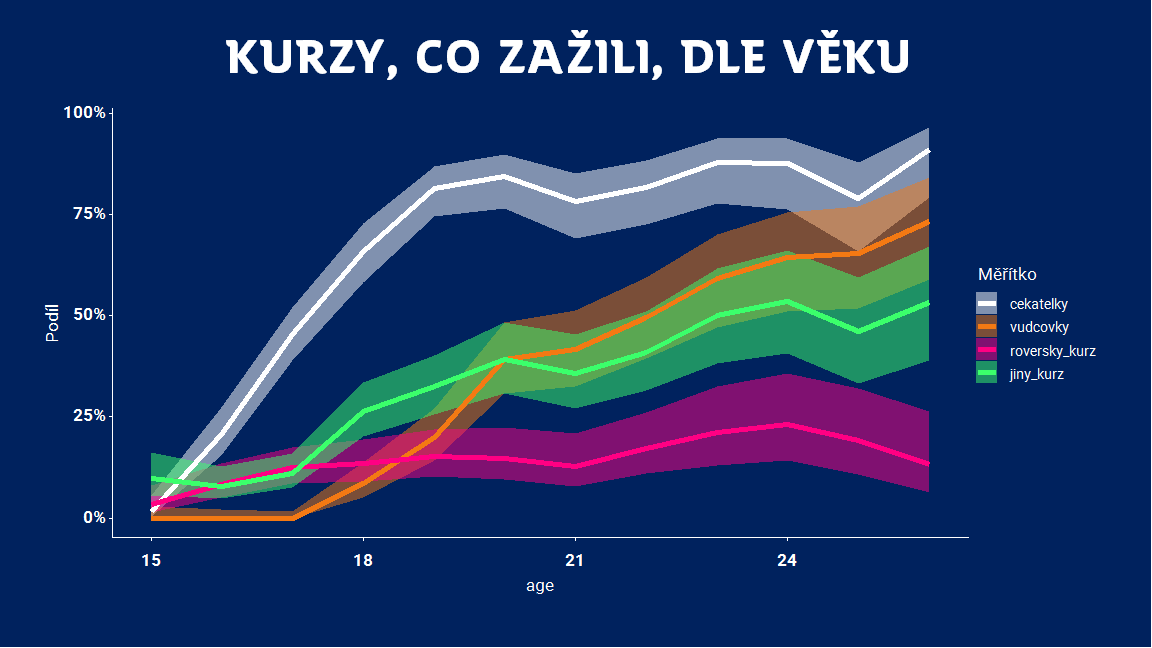 KURZY, CO ZAŽILI, DLE VĚKU
100%
75%
50%
25%
0%
Podíl
15 18 21 24
age
Měřítko
cekatelky
vudcovky
roversky_kurz
jiny_kurz